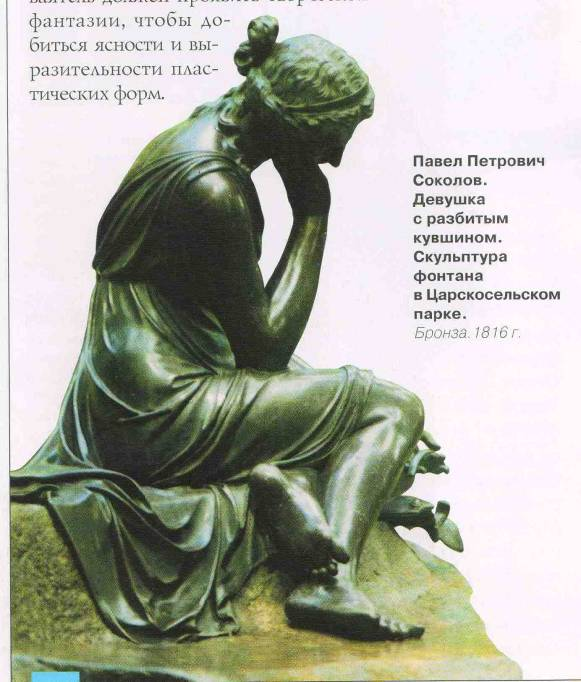 фантазии, чтобы до-
биться ясности и вы-
разительности плас-
тических форм.
Павел Петрович
Соколов.
Девушка
с разбитым
кувшином.
Скульптура
фонтана
в Царскосельском
парке.
Бронза. 1816 г.